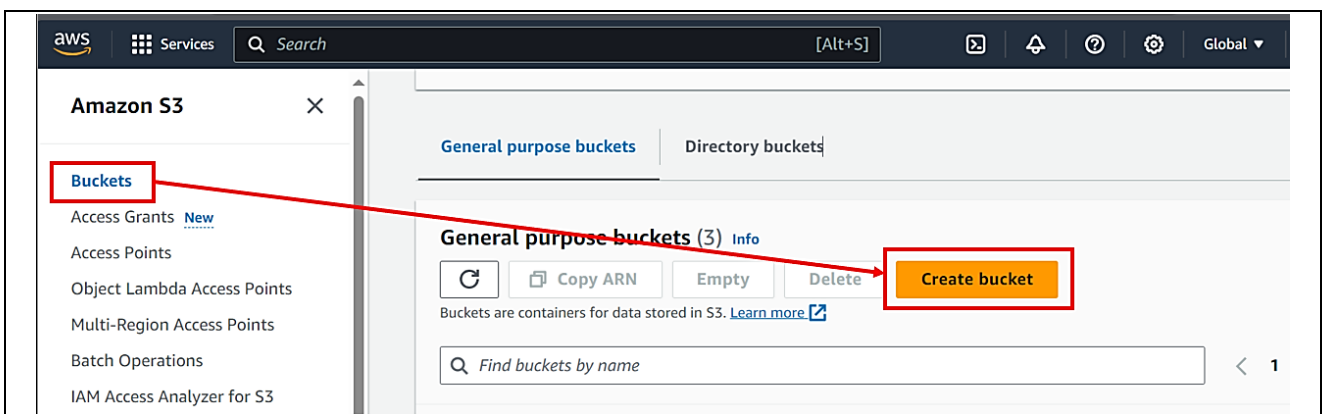 aws Services Search [Alt+S] Global
Amazon S3
Buckets
Access Grants New
Access Points
Object Lambda Access Points
Multi-Region Access Points
Batch Operations
IAM Access Analyzer for S3
General purpose buckets Directory buckets
General purpose buckets (3) Info
Copy ARN Empty Delete Create bucket
Buckets are containers for data stored in S3. Learn more
Find buckets by name < 1